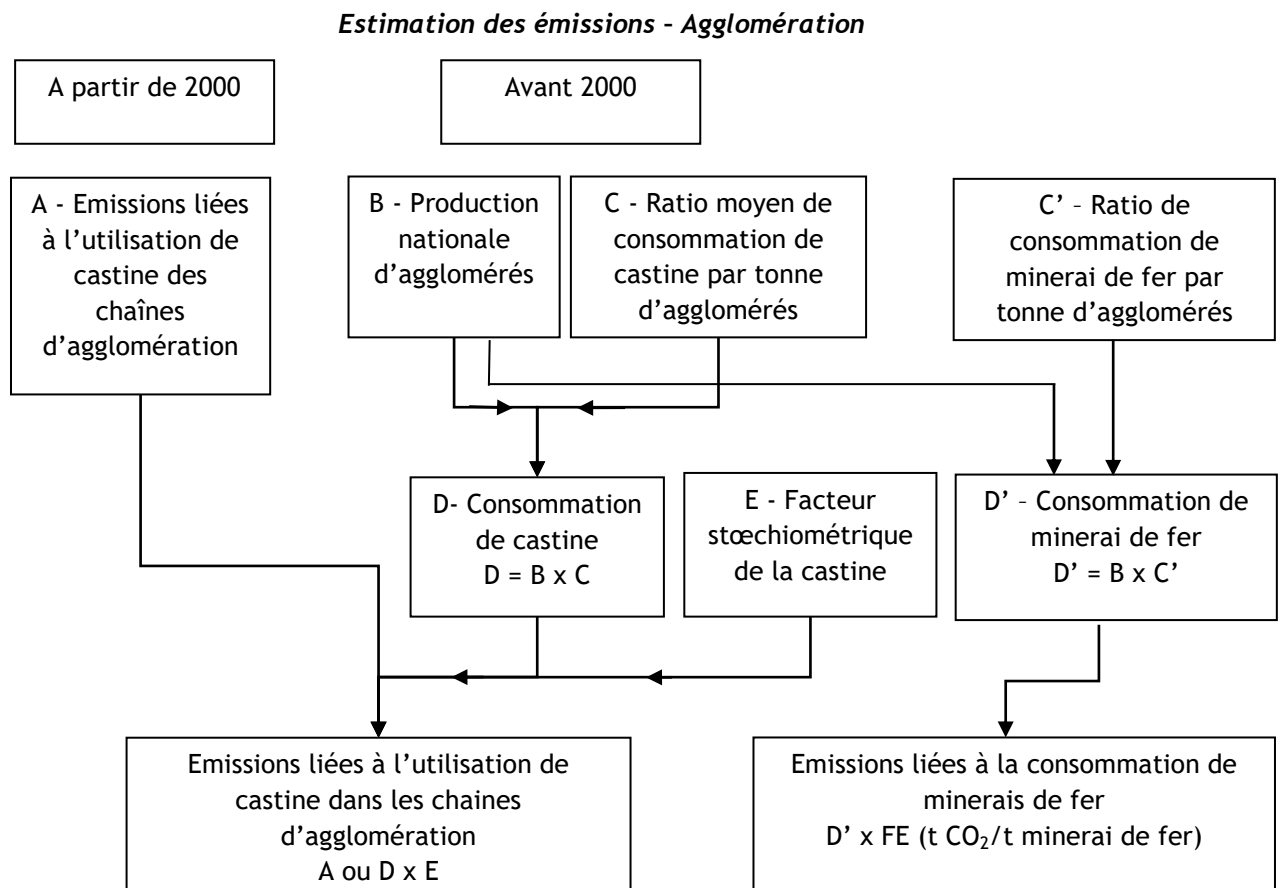 Estimation des émissions - Agglomération
A partir de 2000
Avant 2000
A - Emissions liées
à l’utilisation de
castine des
chaînes
d’agglomération
B - Production
nationale
d’agglomérés
C - Ratio moyen de
consommation de
castine par tonne
d’agglomérés
C’ – Ratio de
consommation de
minerai de fer par
tonne d’agglomérés
D- Consommation
de castine
D = B x C
E - Facteur
stœchiométrique
de la castine
D’ – Consommation de
minerai de fer
D’ = B x C’
Emissions liées à l’utilisation de
castine dans les chaines
d’agglomération
A ou D x E
Emissions liées à la consommation de
minerais de fer
D’ x FE (t CO₂/t minerai de fer)